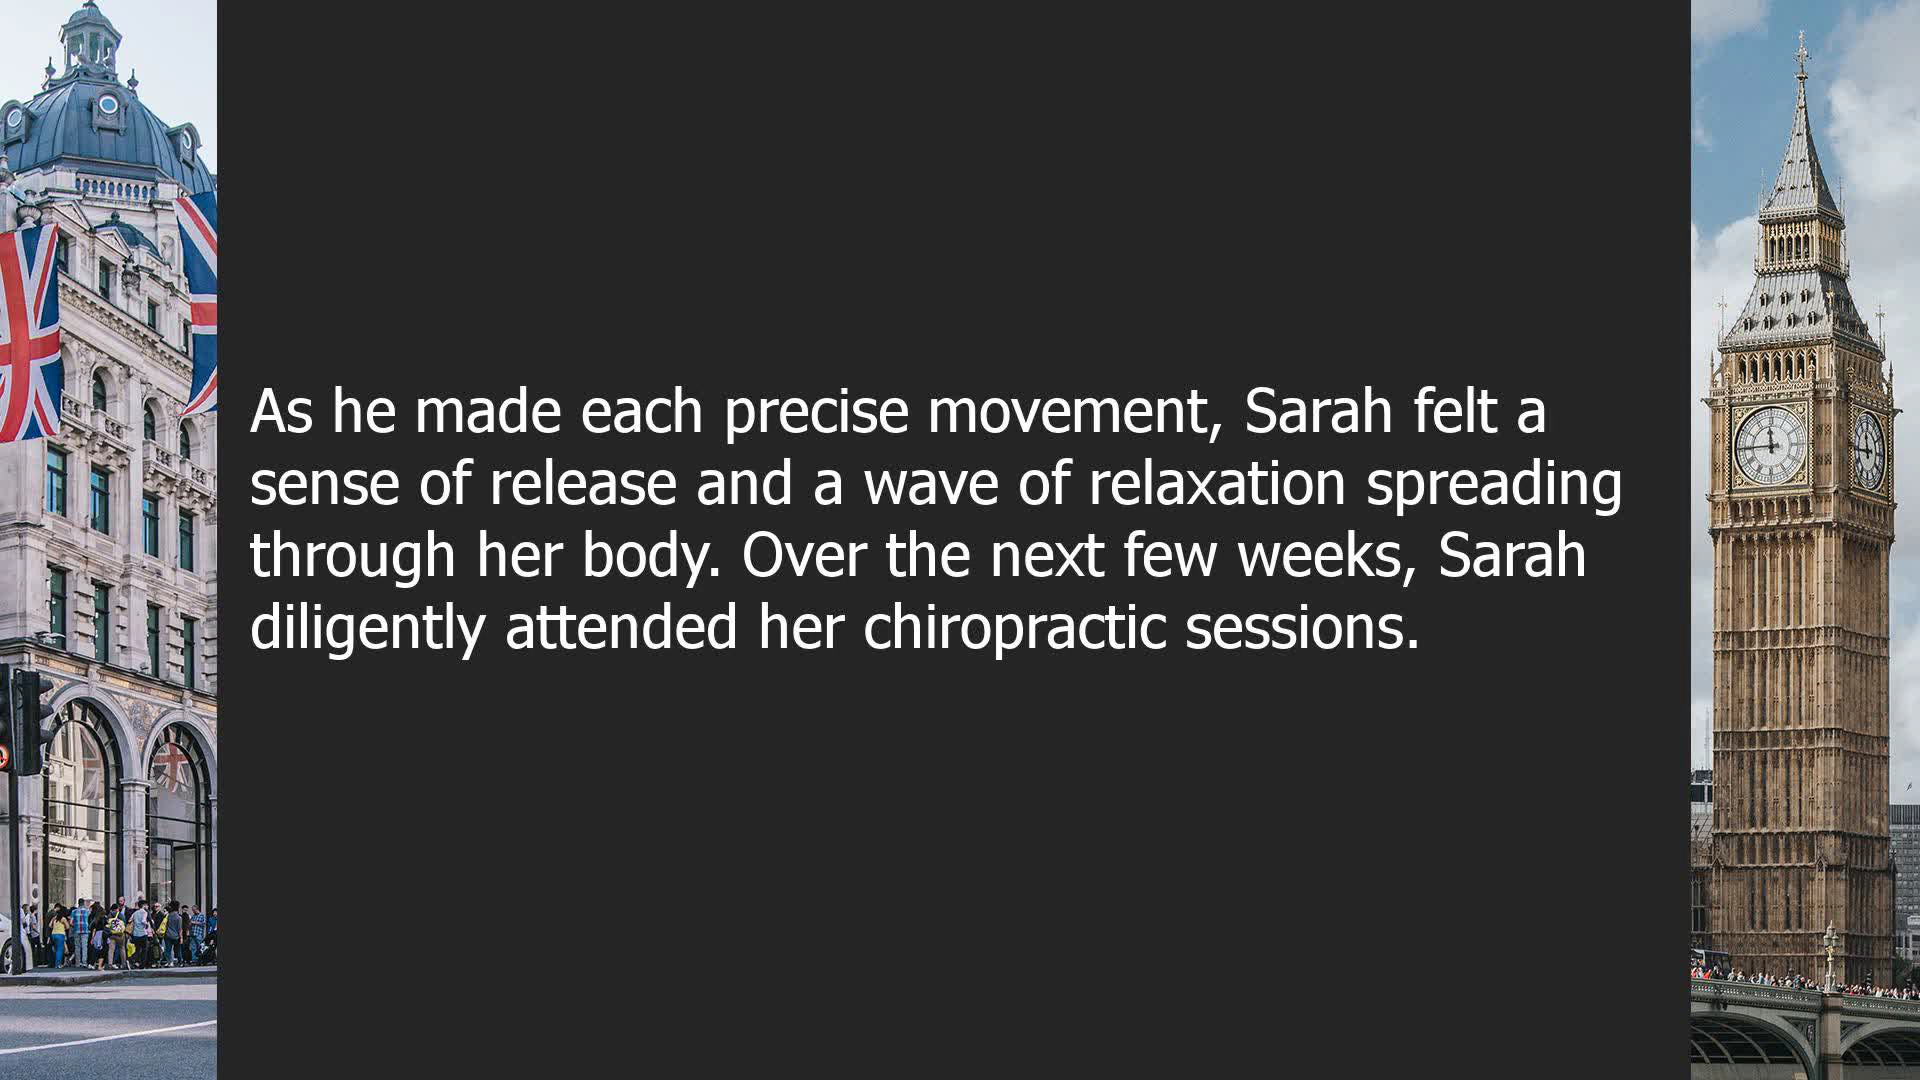 As he made each precise movement, Sarah felt a
sense of release and a wave of relaxation spreading
through her body. Over the next few weeks, Sarah
diligently attended her chiropractic sessions.